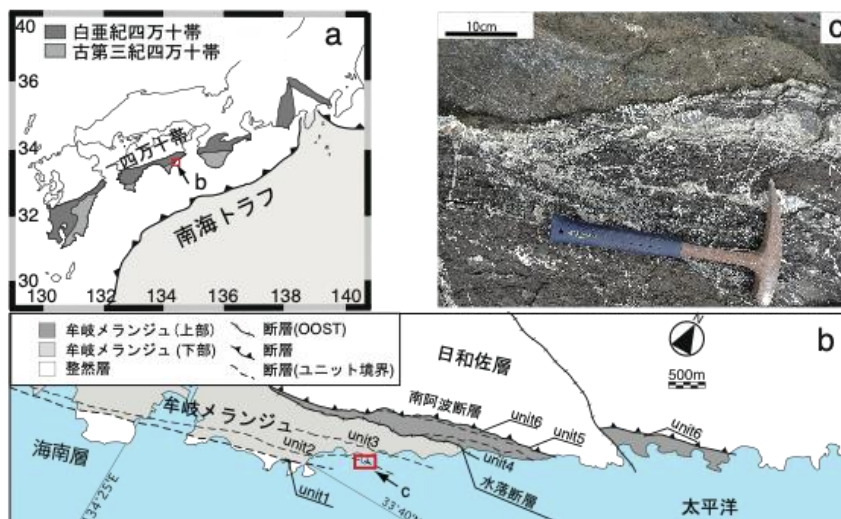 40
36
34
32
30
130
132
134
136
138
140
a
白亜紀四万十帯
古第三紀四万十帯
四万十帯
b
南海トラフ
10cm
c
牟岐メランジュ(上部)
牟岐メランジュ(下部)
整然層
断層(OOST)
断層
断層(ユニット境界)
N
500m
b
日和佐層
南阿波断層
unit6
unit5
unit6
牟岐メランジュ
unit3
unit2
unit4
海南層
unit1
c
水落断層
太平洋
134°25'E